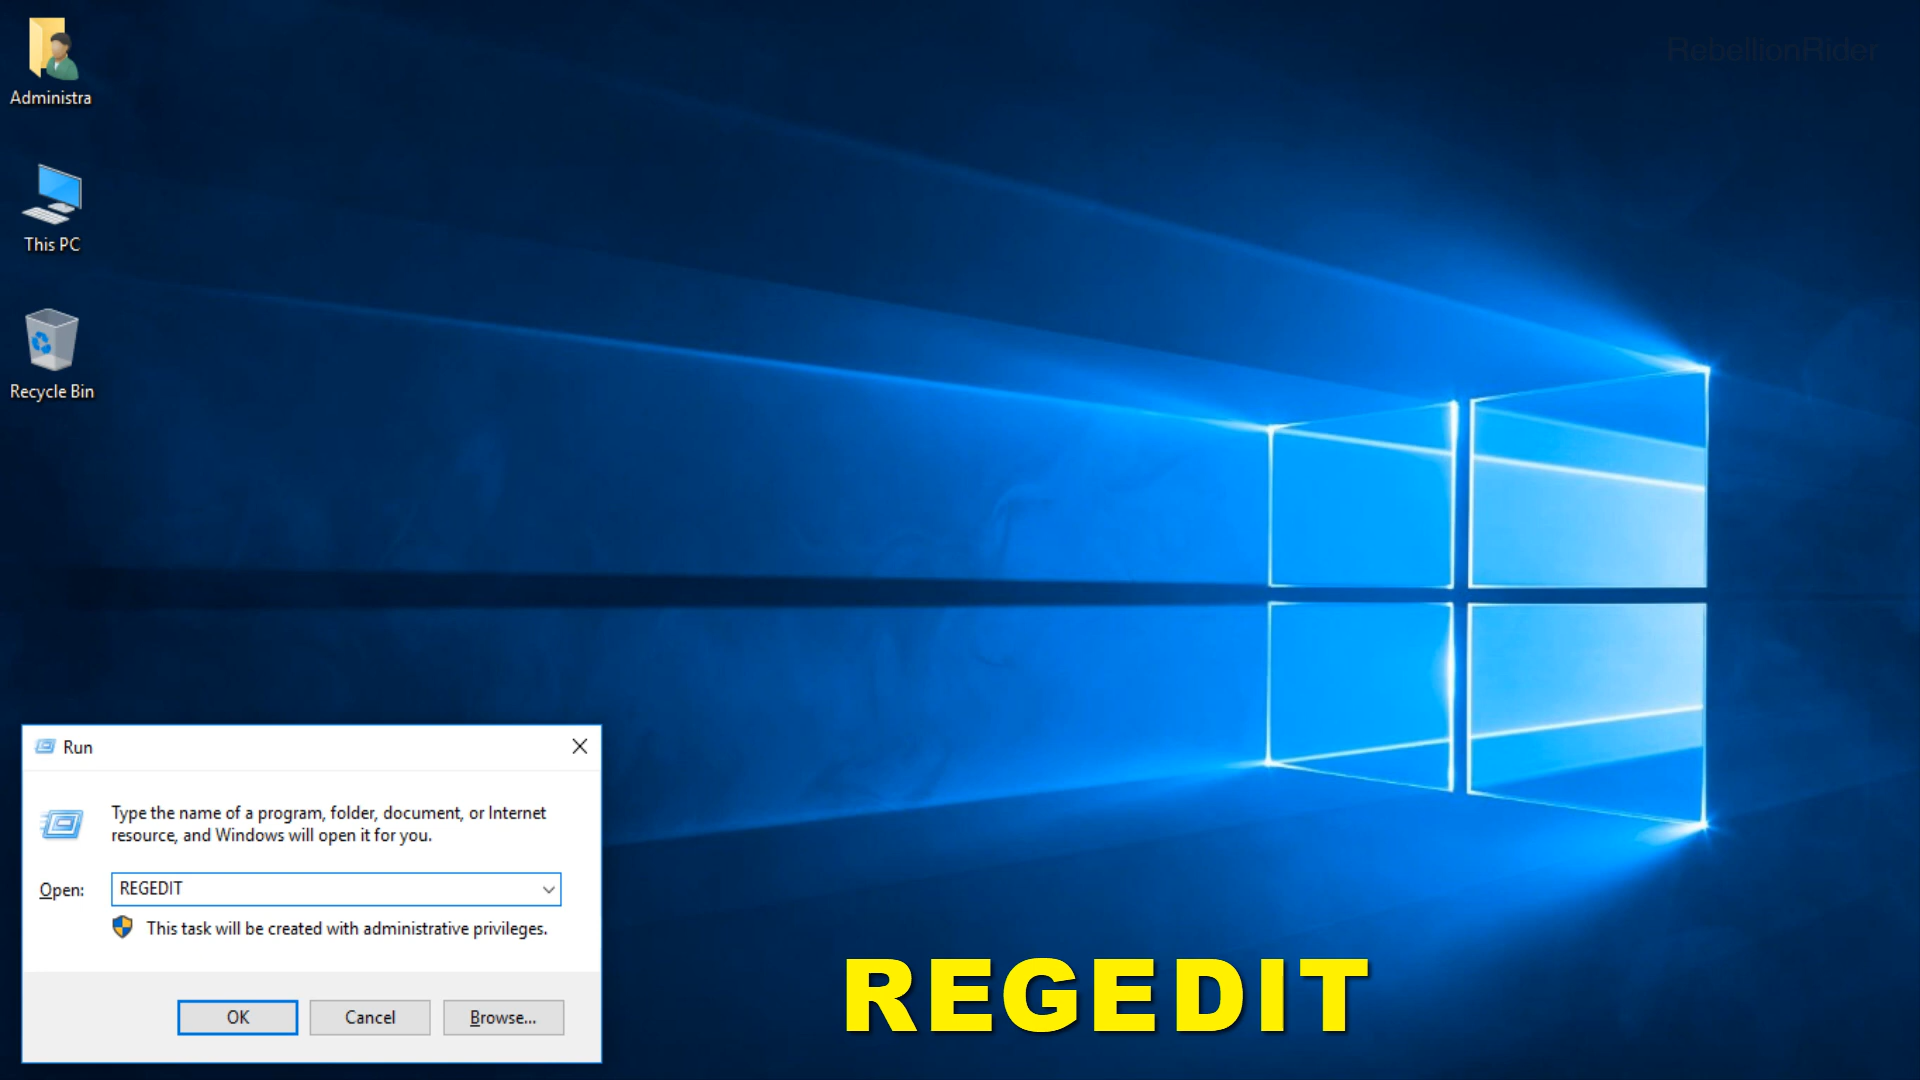 RebellionRider
Administra
This PC
Recycle Bin
Run
Type the name of a program, folder, document, or Internet
resource, and Windows will open it for you.
Open:
REGEDIT
This task will be created with administrative privileges.
OK
Cancel
Browse...
REGEDIT